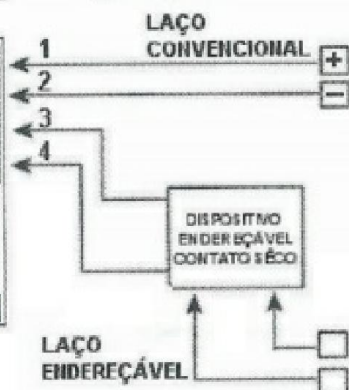 LAÇO
CONVENCIONAL
1
+
2
−
3
4
DISPOSITIVO
ENDEREÇÁVEL
CONTATO SÊCO
LAÇO
ENDEREÇÁVEL